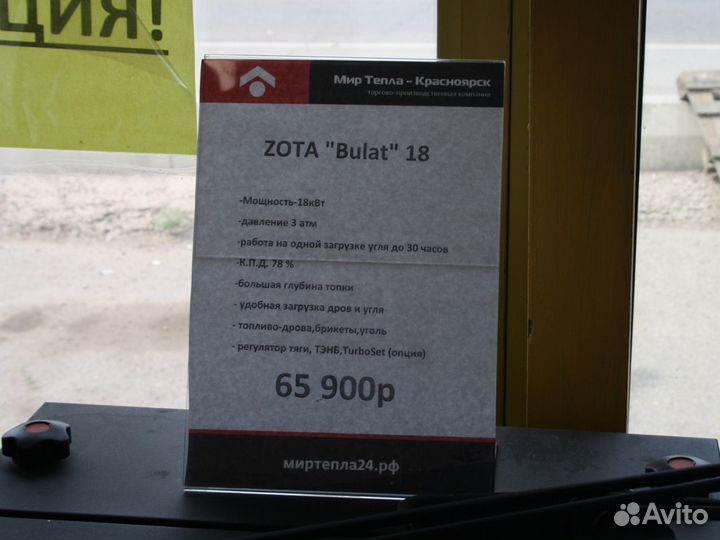 ЦИЯ!
Мир Тепла - Красноярск
торгово-производственная компания
ZOTA "Bulat" 18
-Мощность-18кВт
-давление 3 атм
-работа на одной загрузке угля до 30 часов
-К.П.Д. 78 %
-большая глубина топки
- удобная загрузка дров и угля
- топливо-дрова,брикеты,уголь
- регулятор тяги, ТЭНБ,TurboSet (опция)
65 900р
миртепла24.рф
Avito